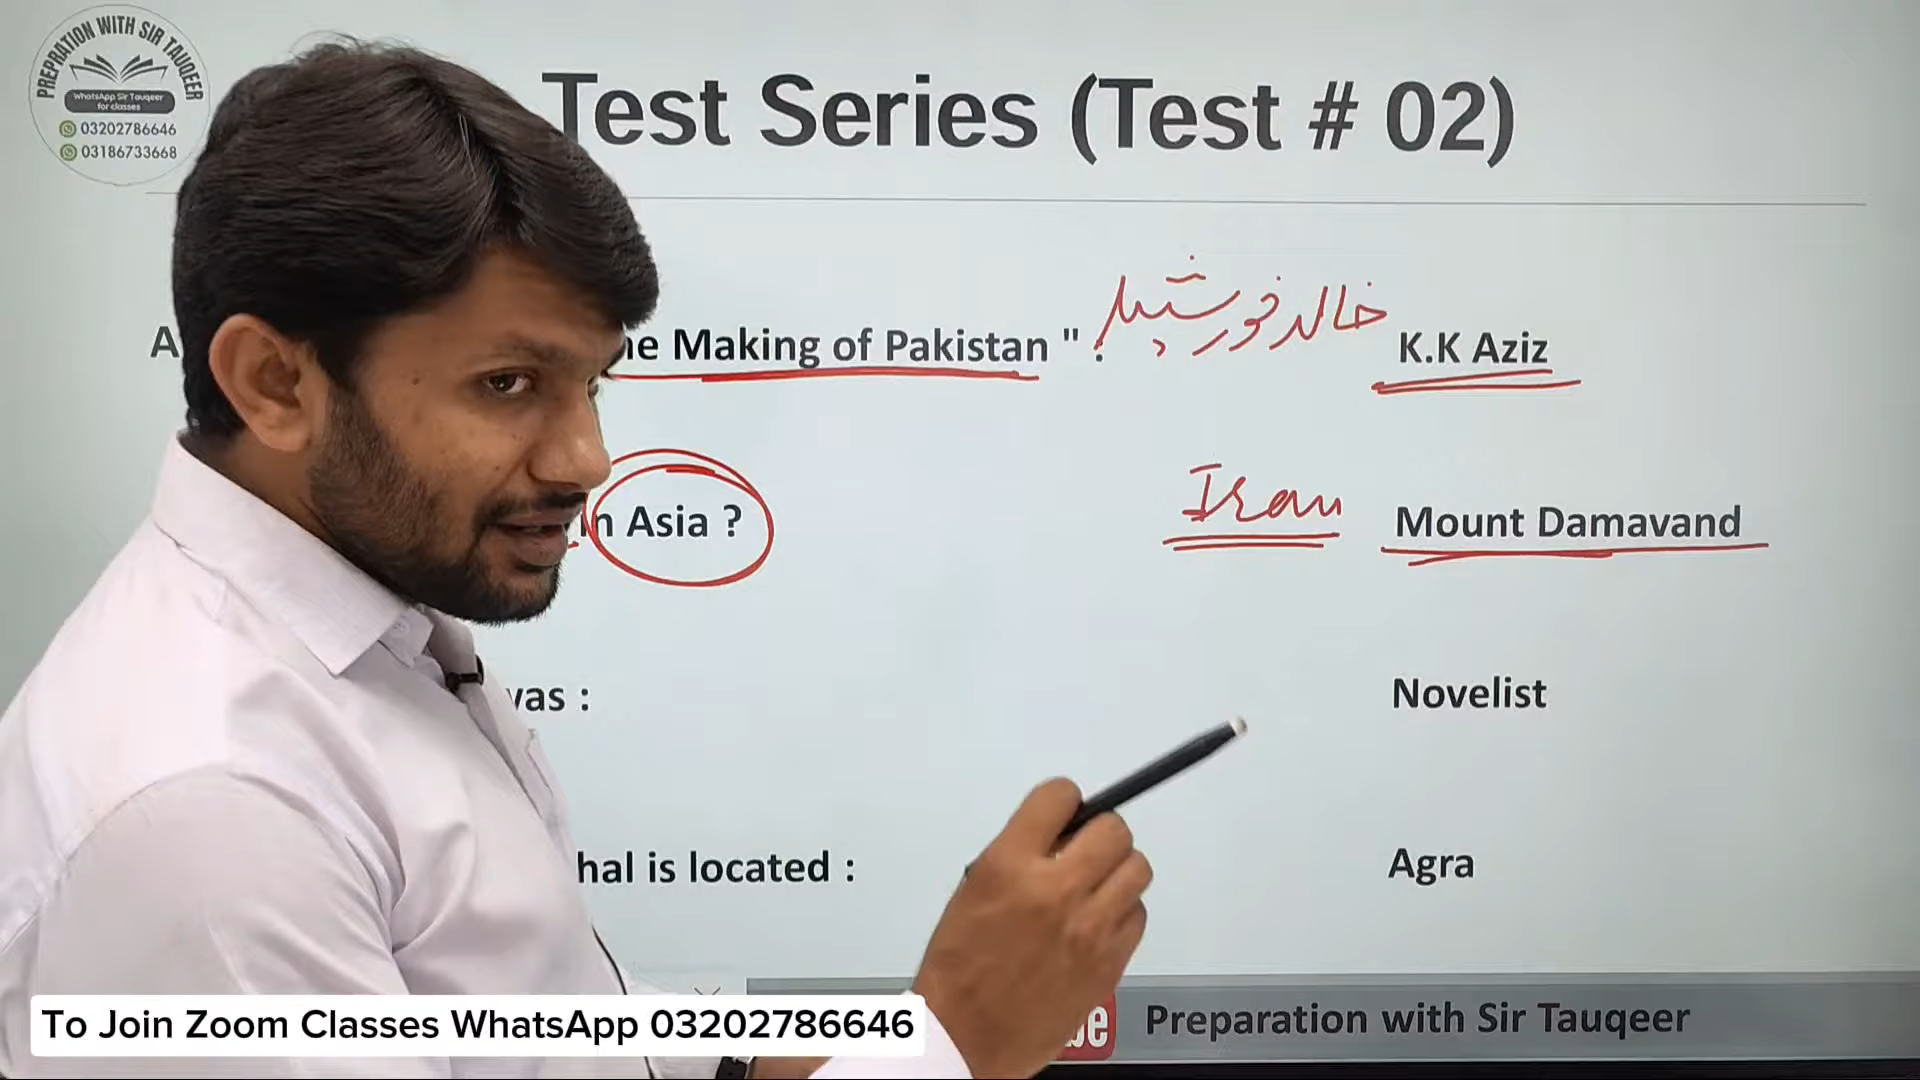 PREPRATION WITH SIR TAUQEER
WhatsApp Sir Tauqeer
for classes
03202786646
03186733668
Test Series (Test # 02)
Making of Pakistan " :
خالد خورشید
K.K Aziz
in Asia ?
Iran
Mount Damavand
was :
Novelist
is located :
Agra
Preparation with Sir Tauqeer
To Join Zoom Classes WhatsApp 03202786646